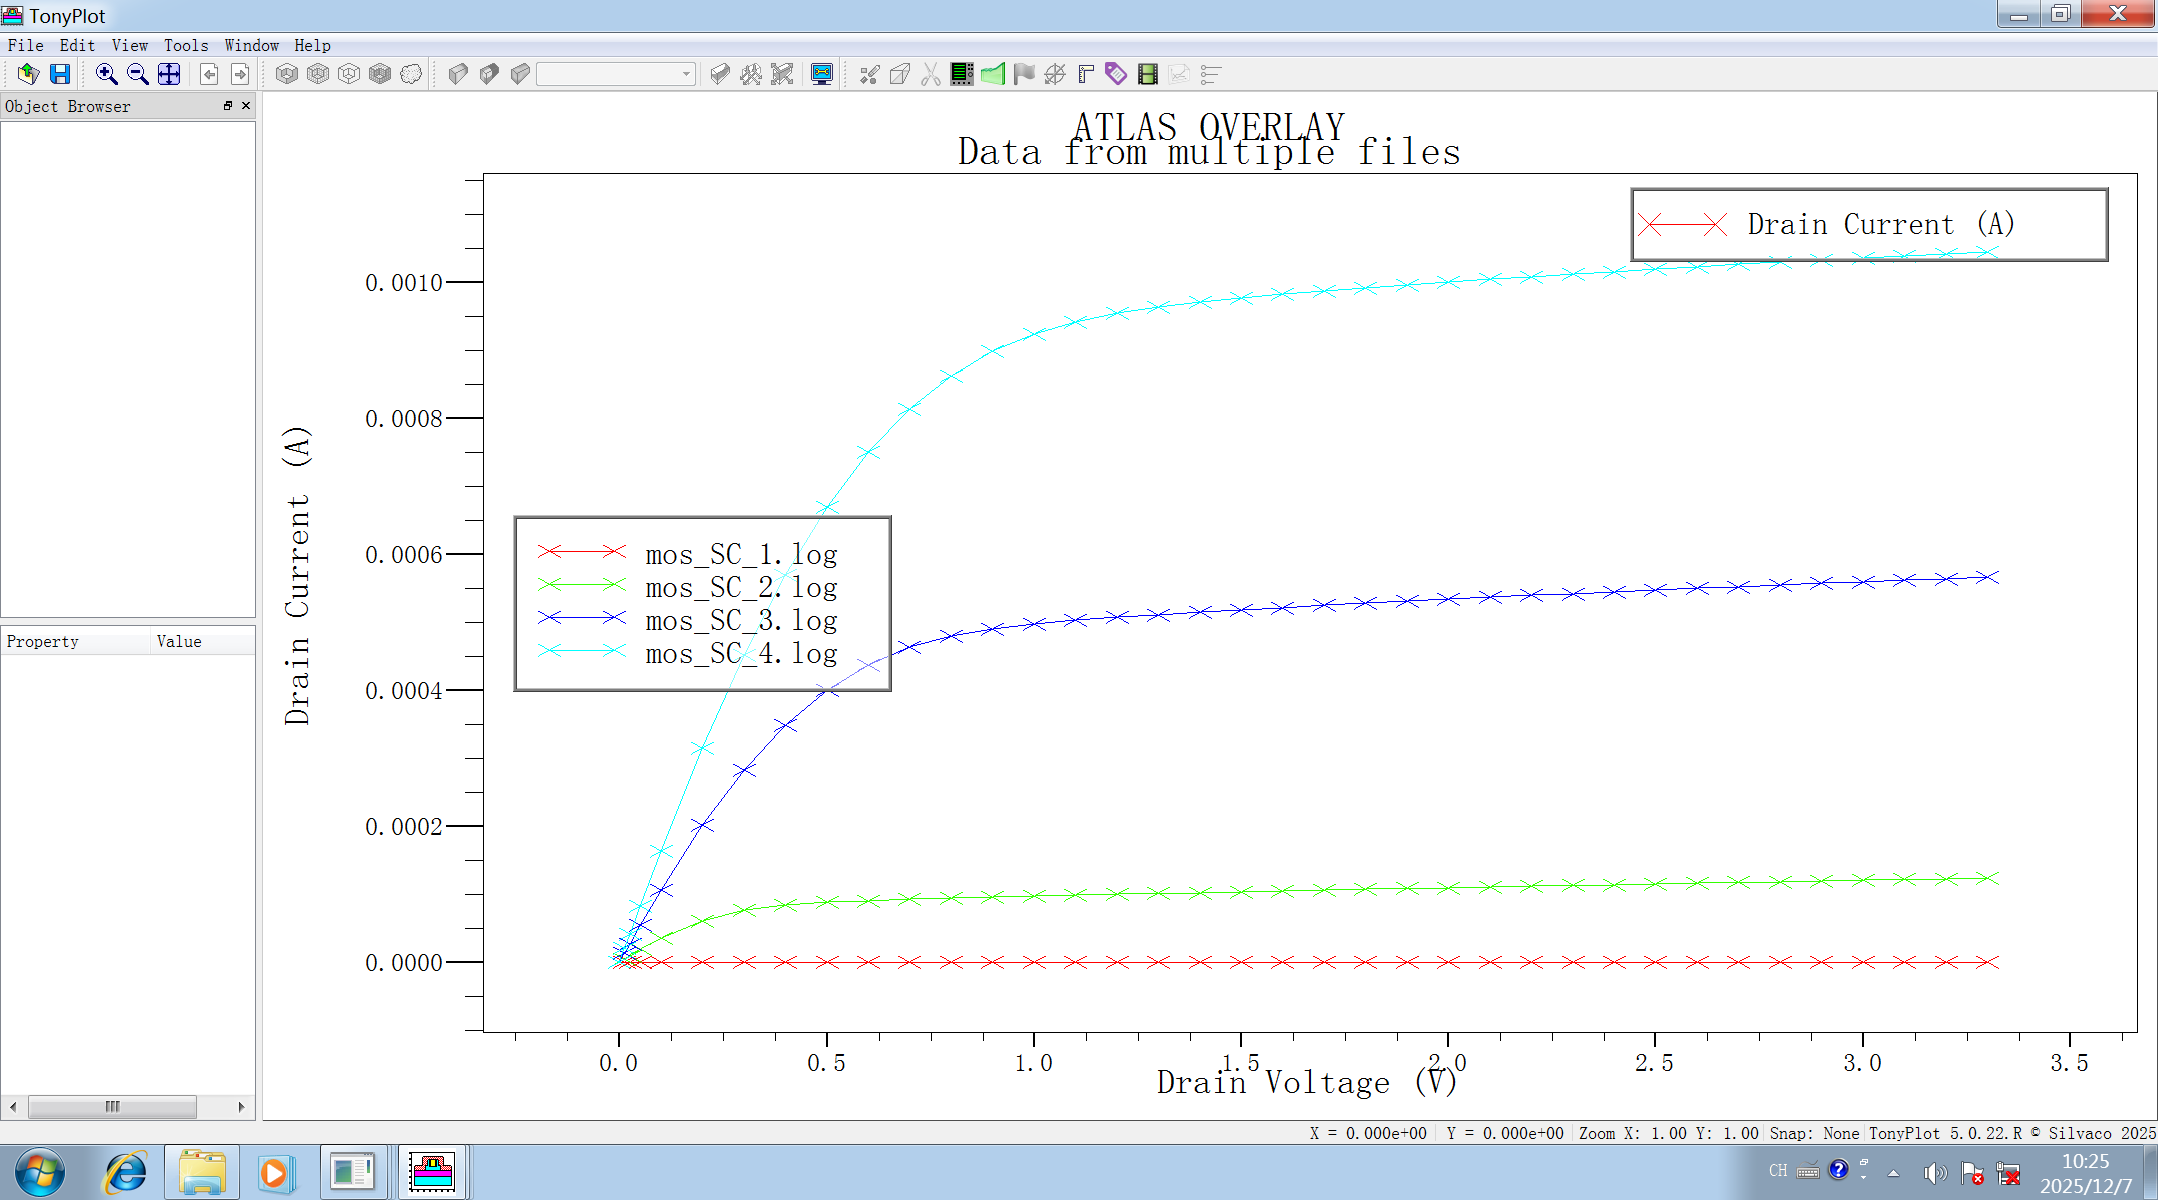 TonyPlot
File Edit View Tools Window Help
Object Browser
Property Value
ATLAS OVERLAY
Data from multiple files
Drain Current (A)
0.0010
0.0008
0.0006
0.0004
0.0002
0.0000
Drain Current (A)
mos_SC_1.log
mos_SC_2.log
mos_SC_3.log
mos_SC_4.log
0.0 0.5 1.0 1.5 2.0 2.5 3.0 3.5
Drain Voltage (V)
X = 0.000e+00 Y = 0.000e+00 Zoom X: 1.00 Y: 1.00 Snap: None TonyPlot 5.0.22.R © Silvaco 2025
CH
10:25
2025/12/7